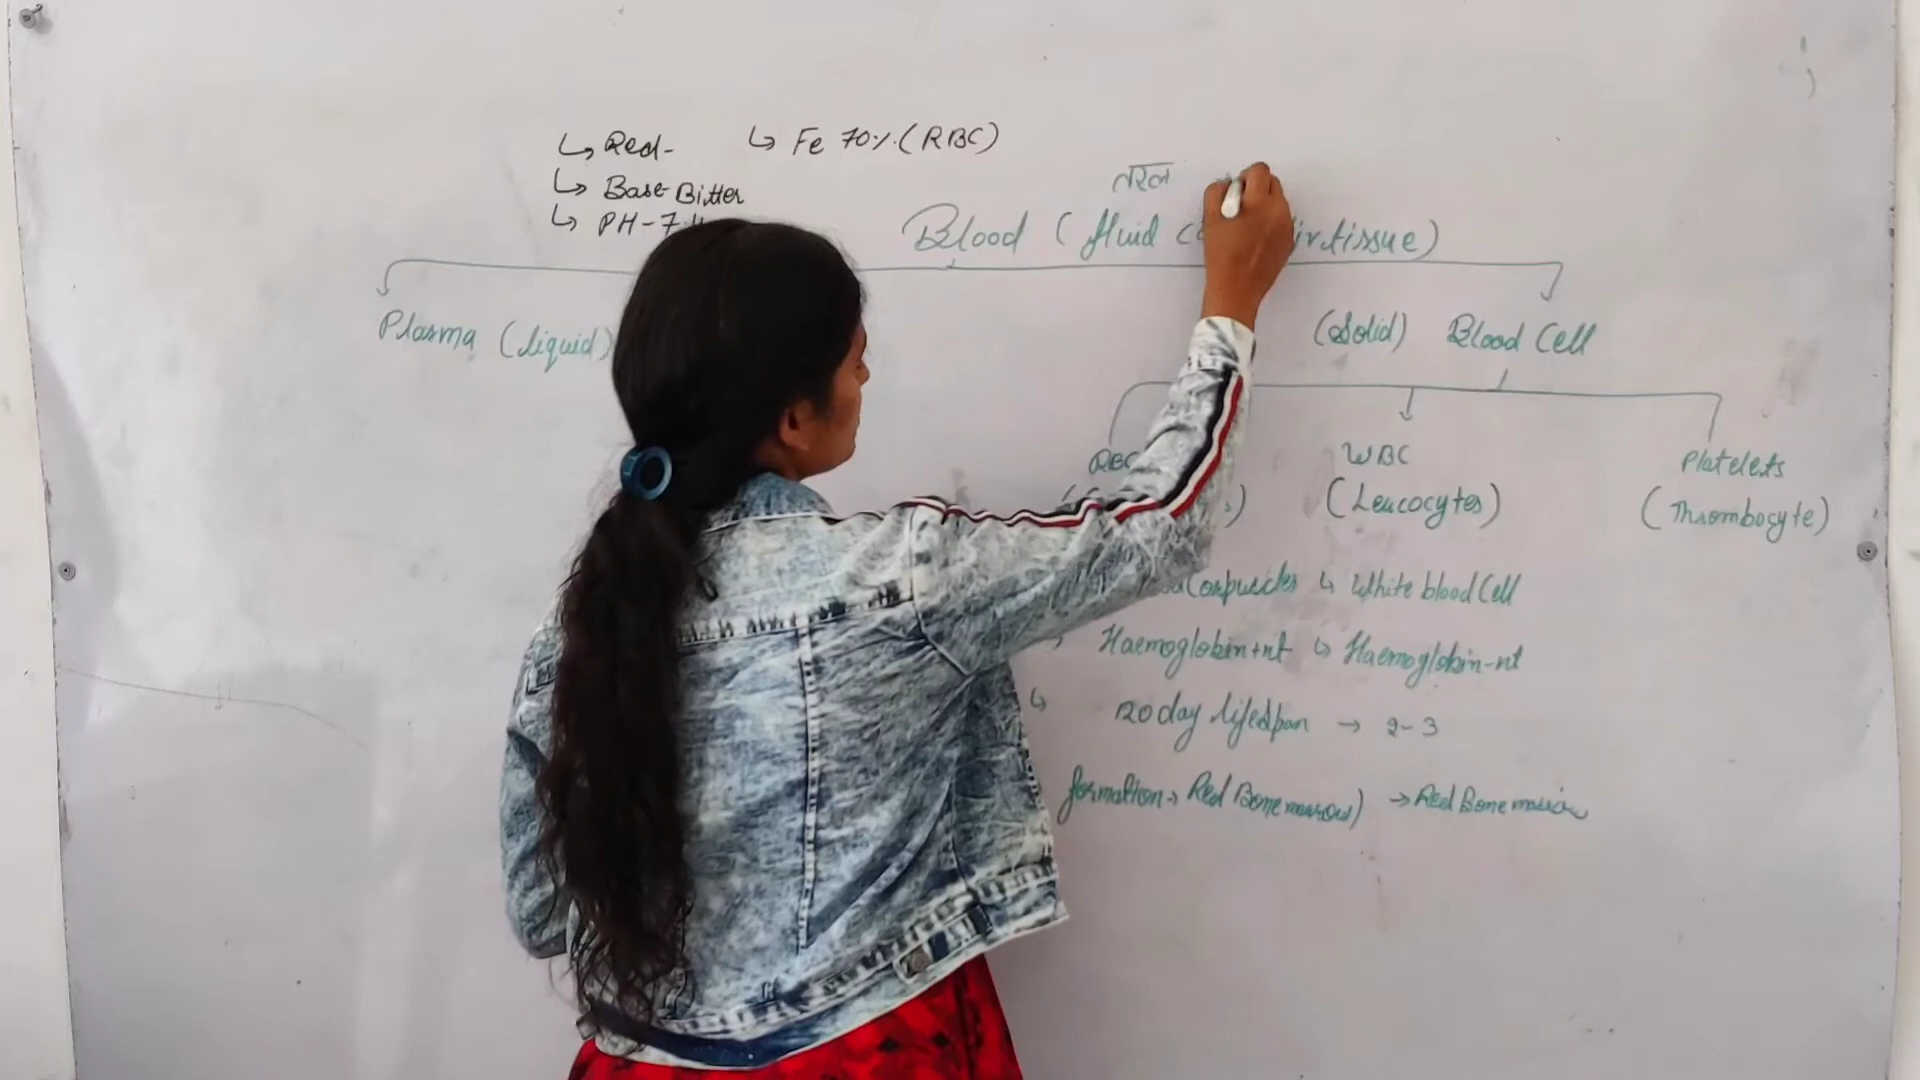 ↳ Red- ↳ Fe 70%.(RBC)
↳ Base-Bitter
↳ PH-7.4
तरल
Blood ( fluid tissue)
Plasma (liquid)
(Solid) Blood Cell
RBC WBC Platelets
(Leucocytes) (Thrombocyte)
Corpuscles ↳ White blood Cell
Haemoglobin+nt ↳ Haemoglobin-nt
↳ 120 day lifespan → 2-3
formation→ Red Bone marrow) → Red Bone